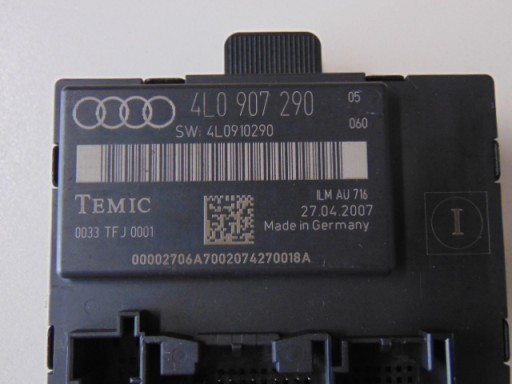 4L0 907 290 05
SW: 4L0910290 060
TEMIC
ILM AU 716
27.04.2007
0033 TFJ 0001
Made in Germany
I
00002706A7002074270018A